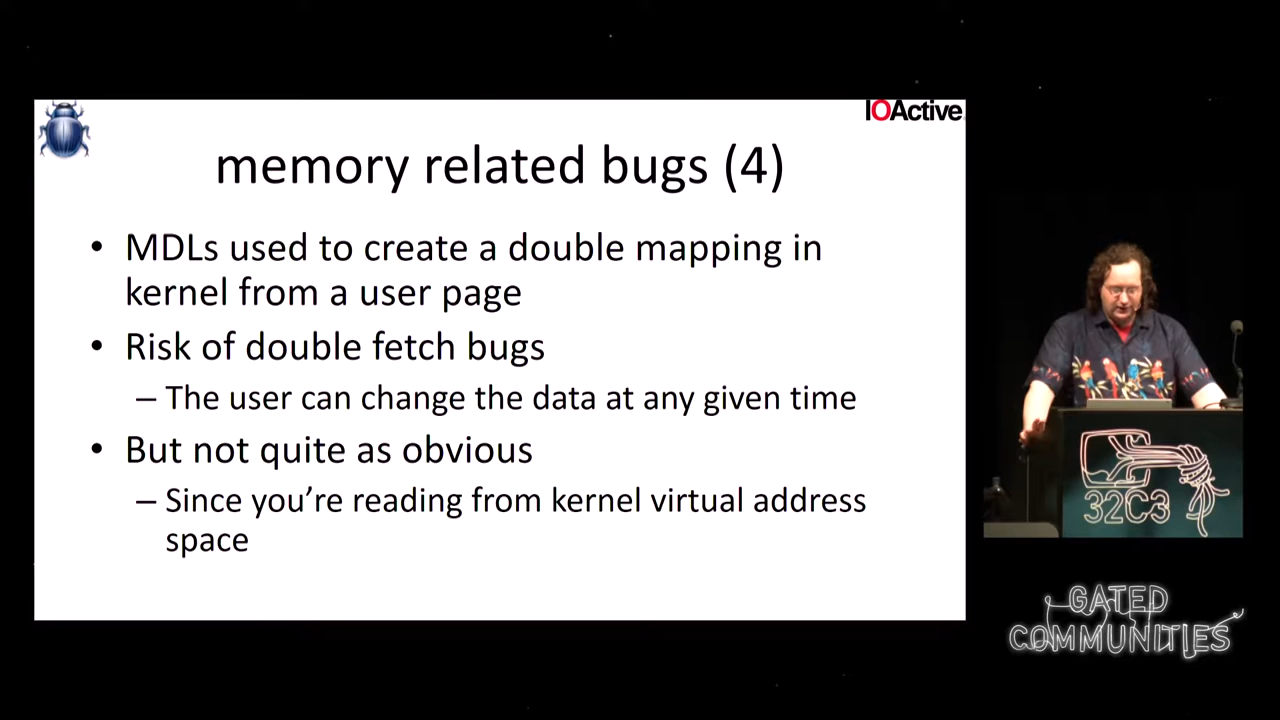 IOActive
memory related bugs (4)
• MDLs used to create a double mapping in
kernel from a user page
• Risk of double fetch bugs
– The user can change the data at any given time
• But not quite as obvious
– Since you're reading from kernel virtual address
space
32C3
GATED
COMMUNITIES